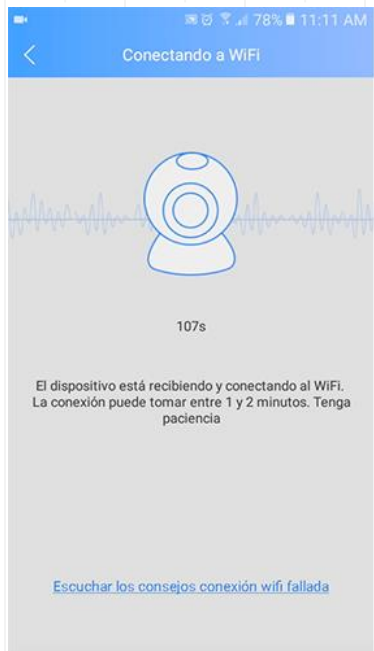 78% 11:11 AM
Conectando a WiFi
107s
El dispositivo está recibiendo y conectando al WiFi.
La conexión puede tomar entre 1 y 2 minutos. Tenga
paciencia
Escuchar los consejos conexión wifi fallada